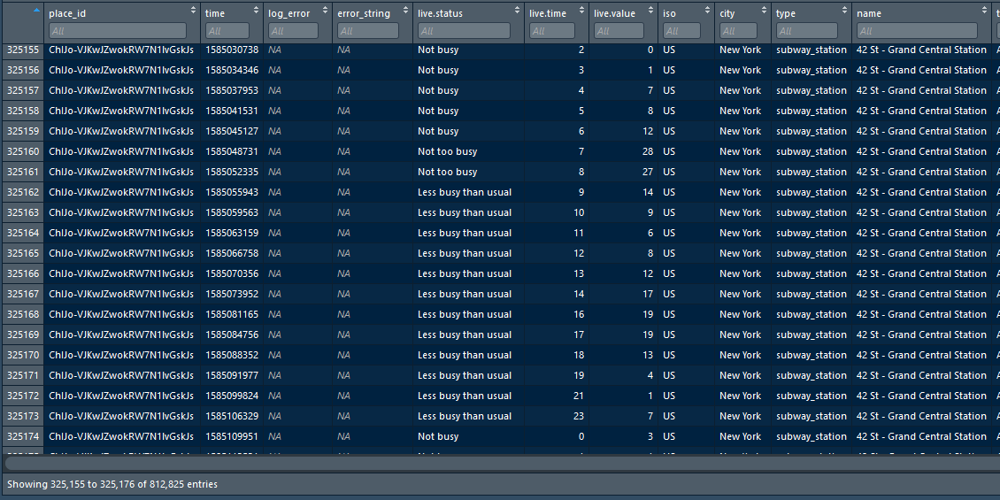 place_id time log_error error_string live.status live.time live.value iso city type name
All All All All All All All All All All All
325155 ChIJo-VJKwJZwokRW7N1lvGskJs 1585030738 NA NA Not busy 2 0 US New York subway_station 42 St - Grand Central Station
325156 ChIJo-VJKwJZwokRW7N1lvGskJs 1585034346 NA NA Not busy 3 1 US New York subway_station 42 St - Grand Central Station
325157 ChIJo-VJKwJZwokRW7N1lvGskJs 1585037953 NA NA Not busy 4 7 US New York subway_station 42 St - Grand Central Station
325158 ChIJo-VJKwJZwokRW7N1lvGskJs 1585041531 NA NA Not busy 5 8 US New York subway_station 42 St - Grand Central Station
325159 ChIJo-VJKwJZwokRW7N1lvGskJs 1585045127 NA NA Not busy 6 12 US New York subway_station 42 St - Grand Central Station
325160 ChIJo-VJKwJZwokRW7N1lvGskJs 1585048731 NA NA Not too busy 7 28 US New York subway_station 42 St - Grand Central Station
325161 ChIJo-VJKwJZwokRW7N1lvGskJs 1585052335 NA NA Not too busy 8 27 US New York subway_station 42 St - Grand Central Station
325162 ChIJo-VJKwJZwokRW7N1lvGskJs 1585055943 NA NA Less busy than usual 9 14 US New York subway_station 42 St - Grand Central Station
325163 ChIJo-VJKwJZwokRW7N1lvGskJs 1585059563 NA NA Less busy than usual 10 9 US New York subway_station 42 St - Grand Central Station
325164 ChIJo-VJKwJZwokRW7N1lvGskJs 1585063159 NA NA Less busy than usual 11 6 US New York subway_station 42 St - Grand Central Station
325165 ChIJo-VJKwJZwokRW7N1lvGskJs 1585066758 NA NA Less busy than usual 12 8 US New York subway_station 42 St - Grand Central Station
325166 ChIJo-VJKwJZwokRW7N1lvGskJs 1585070356 NA NA Less busy than usual 13 12 US New York subway_station 42 St - Grand Central Station
325167 ChIJo-VJKwJZwokRW7N1lvGskJs 1585073952 NA NA Less busy than usual 14 17 US New York subway_station 42 St - Grand Central Station
325168 ChIJo-VJKwJZwokRW7N1lvGskJs 1585081165 NA NA Less busy than usual 16 19 US New York subway_station 42 St - Grand Central Station
325169 ChIJo-VJKwJZwokRW7N1lvGskJs 1585084756 NA NA Less busy than usual 17 19 US New York subway_station 42 St - Grand Central Station
325170 ChIJo-VJKwJZwokRW7N1lvGskJs 1585088352 NA NA Less busy than usual 18 13 US New York subway_station 42 St - Grand Central Station
325171 ChIJo-VJKwJZwokRW7N1lvGskJs 1585091977 NA NA Less busy than usual 19 4 US New York subway_station 42 St - Grand Central Station
325172 ChIJo-VJKwJZwokRW7N1lvGskJs 1585099824 NA NA Less busy than usual 21 1 US New York subway_station 42 St - Grand Central Station
325173 ChIJo-VJKwJZwokRW7N1lvGskJs 1585106329 NA NA Less busy than usual 23 7 US New York subway_station 42 St - Grand Central Station
325174 ChIJo-VJKwJZwokRW7N1lvGskJs 1585109951 NA NA Not busy 0 3 US New York subway_station 42 St - Grand Central Station
Showing 325,155 to 325,176 of 812,825 entries